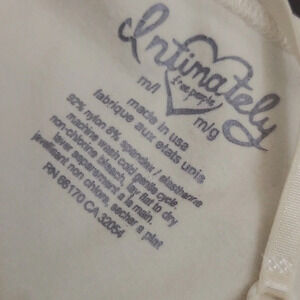 Intimately
free people
m/l m/g
made in usa
fabrique aux etats unis
92% nylon 8% spandex / elasthanne
machine wash cold gentle cycle
non-chlorine bleach, lay flat to dry
laver separement a la main.
javellisant non chlore, secher a plat
RN 66170 CA 32054